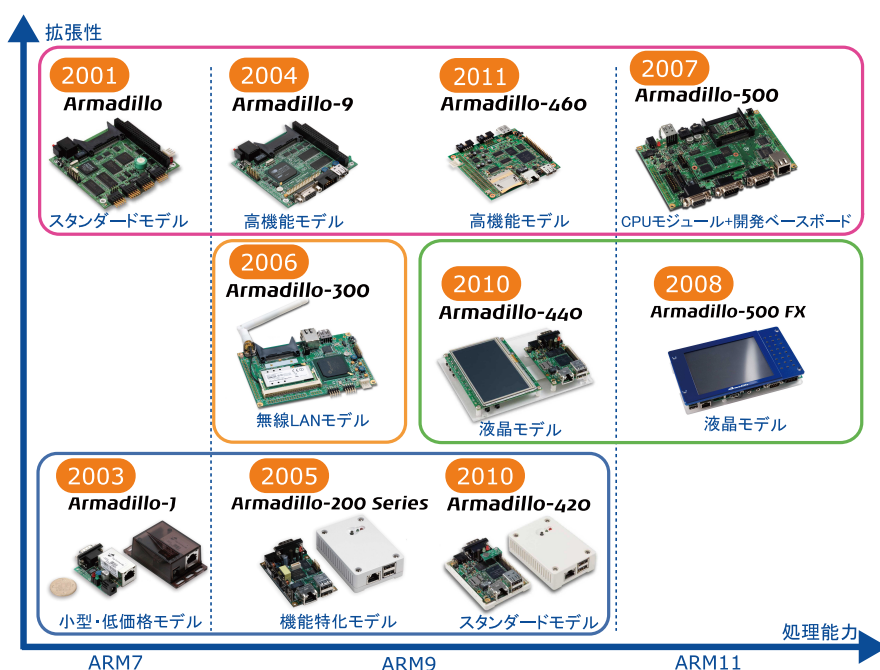 拡張性
2001
Armadillo
スタンダードモデル
2004
Armadillo-9
高機能モデル
2011
Armadillo-460
高機能モデル
2007
Armadillo-500
CPUモジュール+開発ベースボード
2006
Armadillo-300
無線LANモデル
2010
Armadillo-440
液晶モデル
2008
Armadillo-500 FX
液晶モデル
2003
Armadillo-J
小型・低価格モデル
2005
Armadillo-200 Series
機能特化モデル
2010
Armadillo-420
スタンダードモデル
処理能力
ARM7
ARM9
ARM11